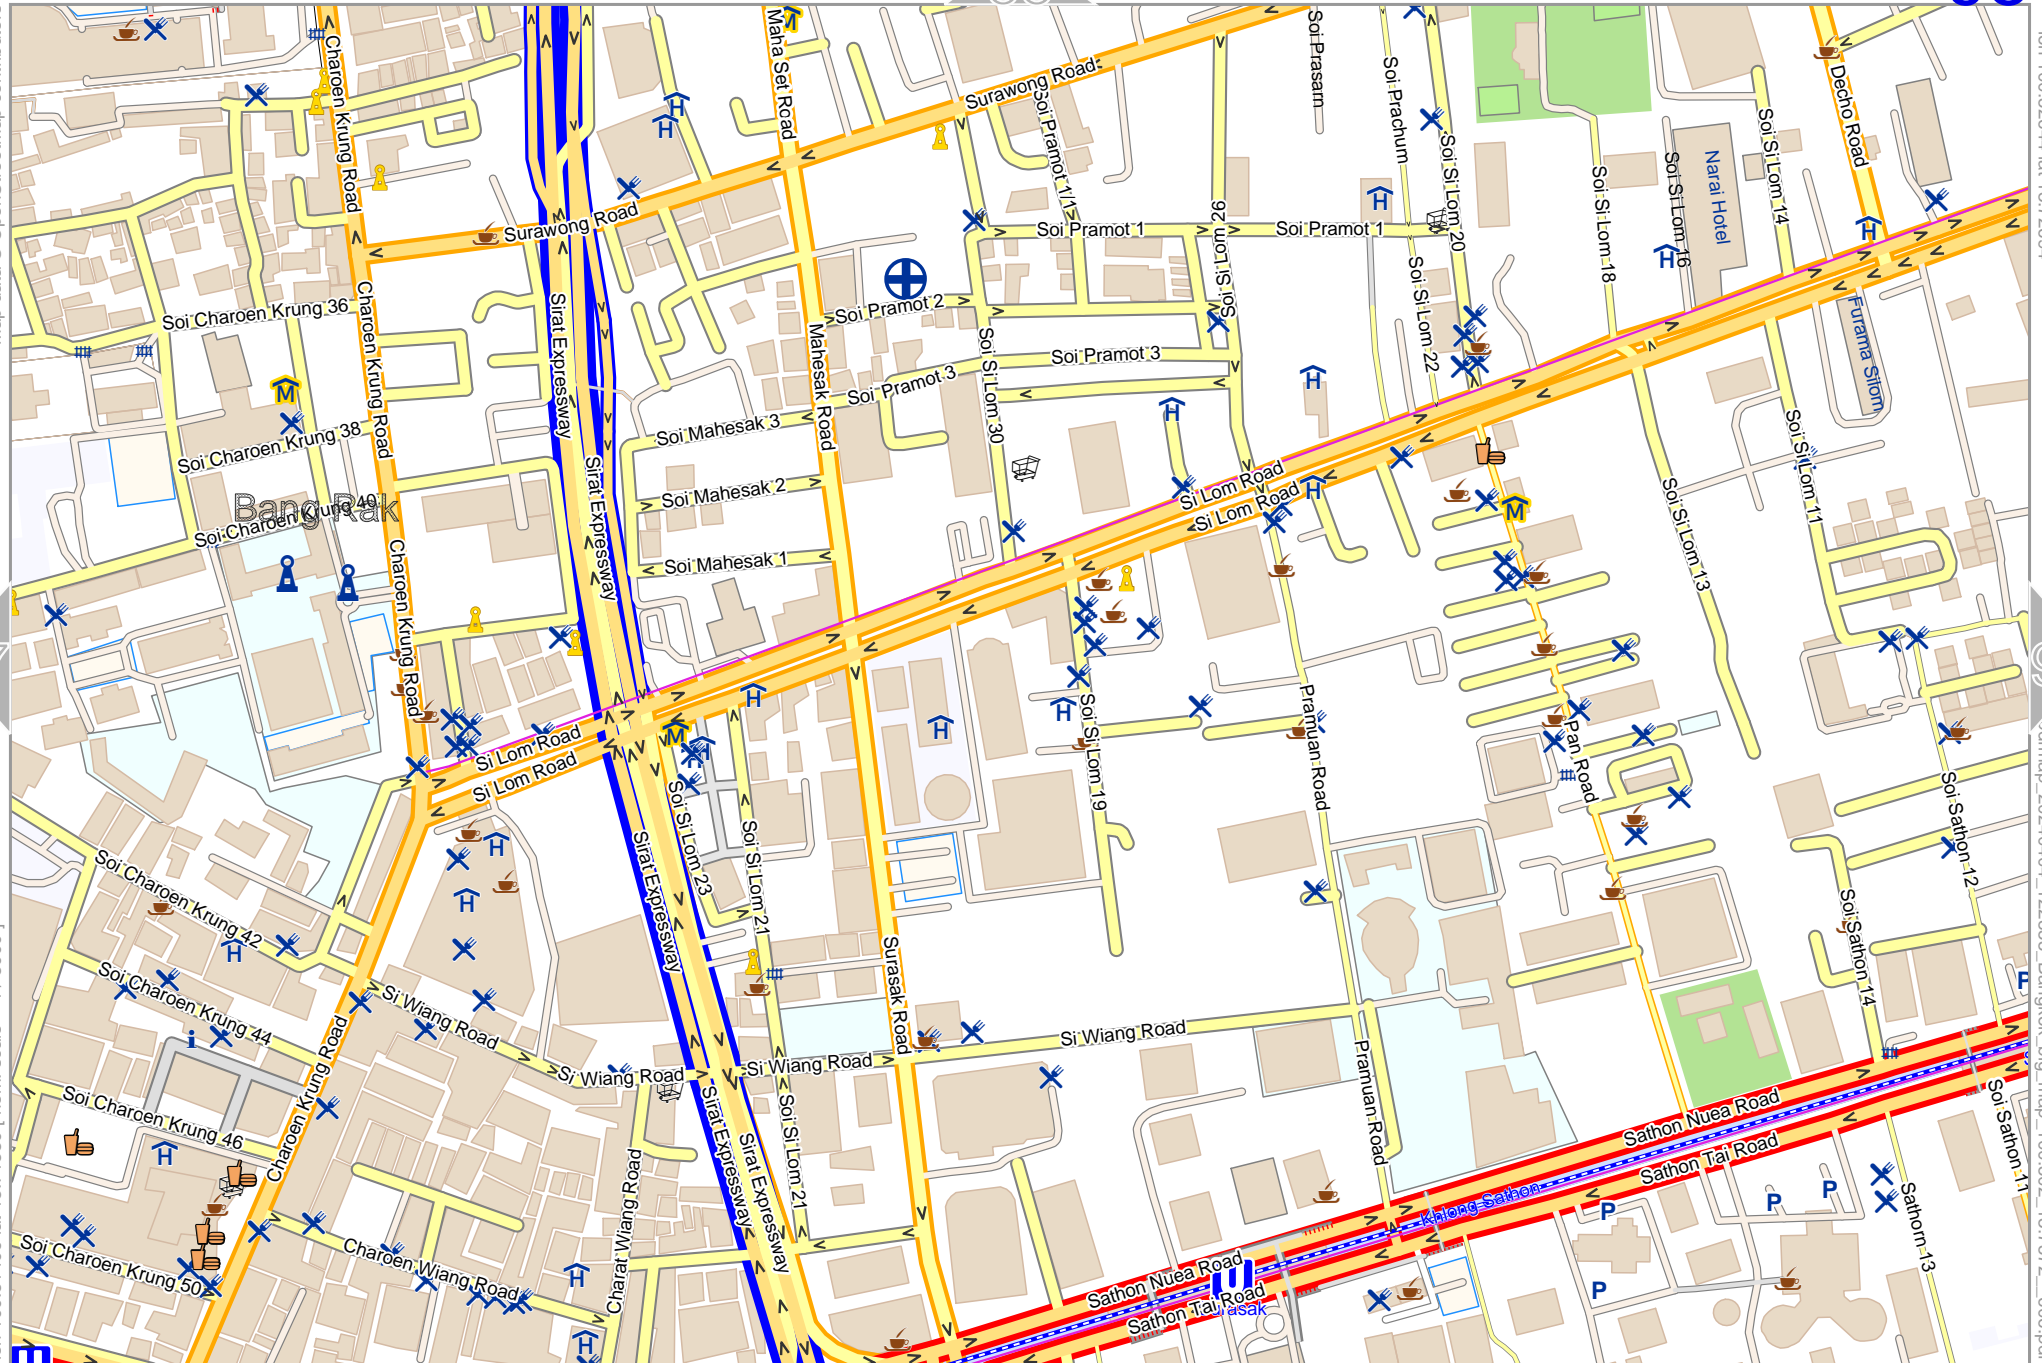 Charoen Krung Road
Maha Set Road
Surawong Road
Soi Pramot 1/1
Soi Prasarn
Soi Prachum
Soi Si Lom 20
Soi Si Lom 18
Soi Si Lom 16
Narai Hotel
Soi Si Lom 14
Decho Road
Surawong Road
Soi Pramot 1
Soi Pramot 1
Soi Si Lom 26
Soi Si Lom 22
Soi Charoen Krung 36
Charoen Krung Road
Sirat Expressway
Soi Pramot 2
Mahesak Road
Soi Si Lom 30
Soi Pramot 3
Soi Pramot 3
Furama Silom
Soi Mahesak 3
Soi Charoen Krung 38
Sirat Expressway
Soi Mahesak 2
Si Lom Road
Si Lom Road
Soi Si Lom 13
Soi Si Lom 11
Bang Rak
Soi Charoen Krung 40
Charoen Krung Road
Soi Mahesak 1
Si Lom Road
Si Lom Road
Soi Si Lom 19
Pramuan Road
Pan Road
Soi Sathon 12
Soi Si Lom 23
Soi Si Lom 21
Sirat Expressway
Soi Charoen Krung 42
Soi Sathon 14
Surasak Road
Soi Charoen Krung 44
Si Wiang Road
Si Wiang Road
Si Wiang Road
Si Wiang Road
Pramuan Road
Soi Charoen Krung 46
Charoen Krung Road
Sirat Expressway
Sirat Expressway
Soi Si Lom 21
Sathon Nuea Road
Sathon Tai Road
Soi Sathon 11
Khlong Sathon
Sathorn 13
Charat Wiang Road
Soi Charoen Krung 50
Charoen Wiang Road
Sathon Nuea Road
Sathon Tai Road